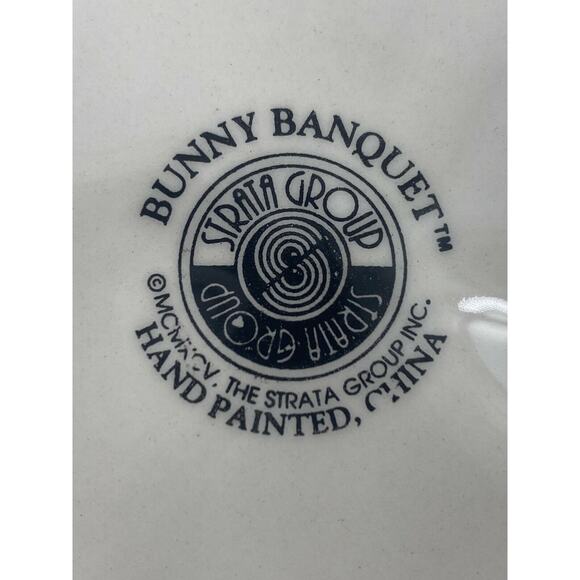 BUNNY BANQUET™
STRATA GROUP
STRATA GROUP
©MCMXCV, THE STRATA GROUP INC.
HAND PAINTED, CHINA